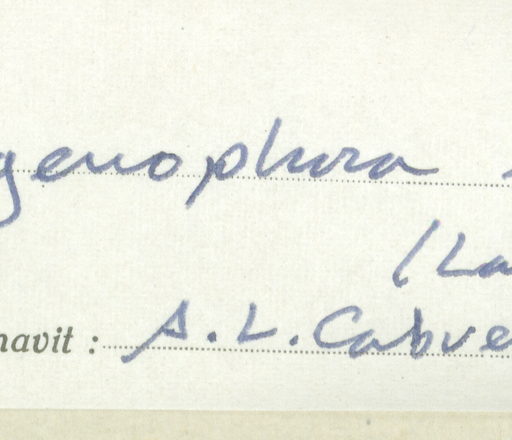 genophora
(La
navit : A. L. Cabre